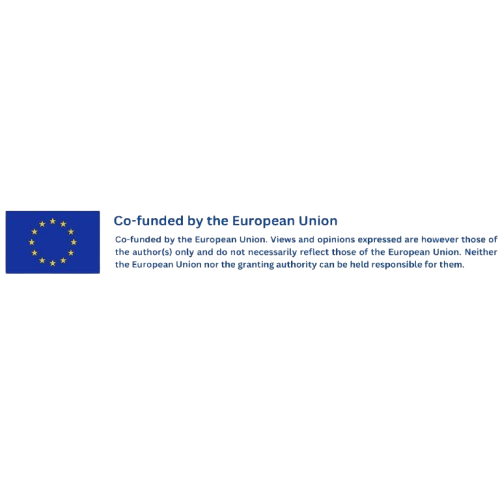 Co-funded by the European Union
Co-funded by the European Union. Views and opinions expressed are however those of
the author(s) only and do not necessarily reflect those of the European Union. Neither
the European Union nor the granting authority can be held responsible for them.